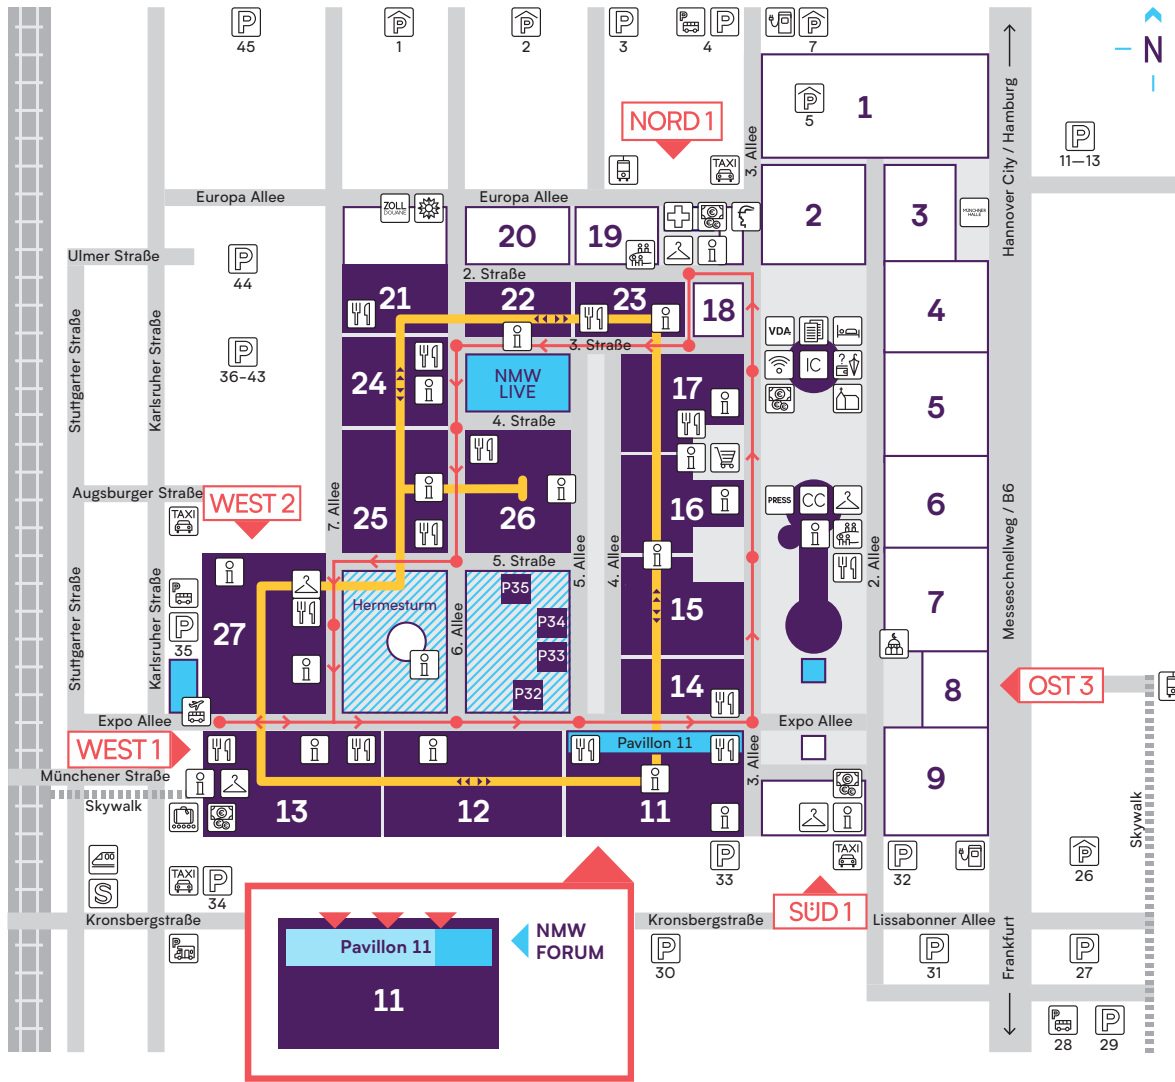 P
45
P
1
P
2
P
3
P
P
4
P
7
N
NORD 1
P
5
1
3. Allee
Hannover City / Hamburg
P
11—13
TAXI
Europa Allee
ZOLL
DOUANE
Europa Allee
20
19
2
3
MÜNCHNER
HALLE
Ulmer Straße
P
44
2. Straße
21
22
23
18
4
3. Straße
Stuttgarter Straße
Karlsruher Straße
P
36-43
24
NMW
LIVE
17
VDA
IC
5
4. Straße
Augsburger Straße
WEST 2
TAXI
7. Allee
25
26
16
PRESS
CC
6
Messeschnellweg / B6
5. Straße
5. Allee
4. Allee
2. Allee
Stuttgarter Straße
Karlsruher Straße
P
P
35
27
Hermesturm
6. Allee
P35
P34
P33
P32
15
7
14
8
OST 3
Expo Allee
Expo Allee
WEST 1
Pavillon 11
3. Allee
Münchener Straße
Skywalk
13
12
11
9
Skywalk
S
TAXI
P
34
P
33
TAXI
P
32
P
26
SÜD 1
Kronsbergstraße
Kronsbergstraße
Lissabonner Allee
P
Pavillon 11
NMW
FORUM
11
P
30
P
31
Frankfurt
P
27
P
28
P
29